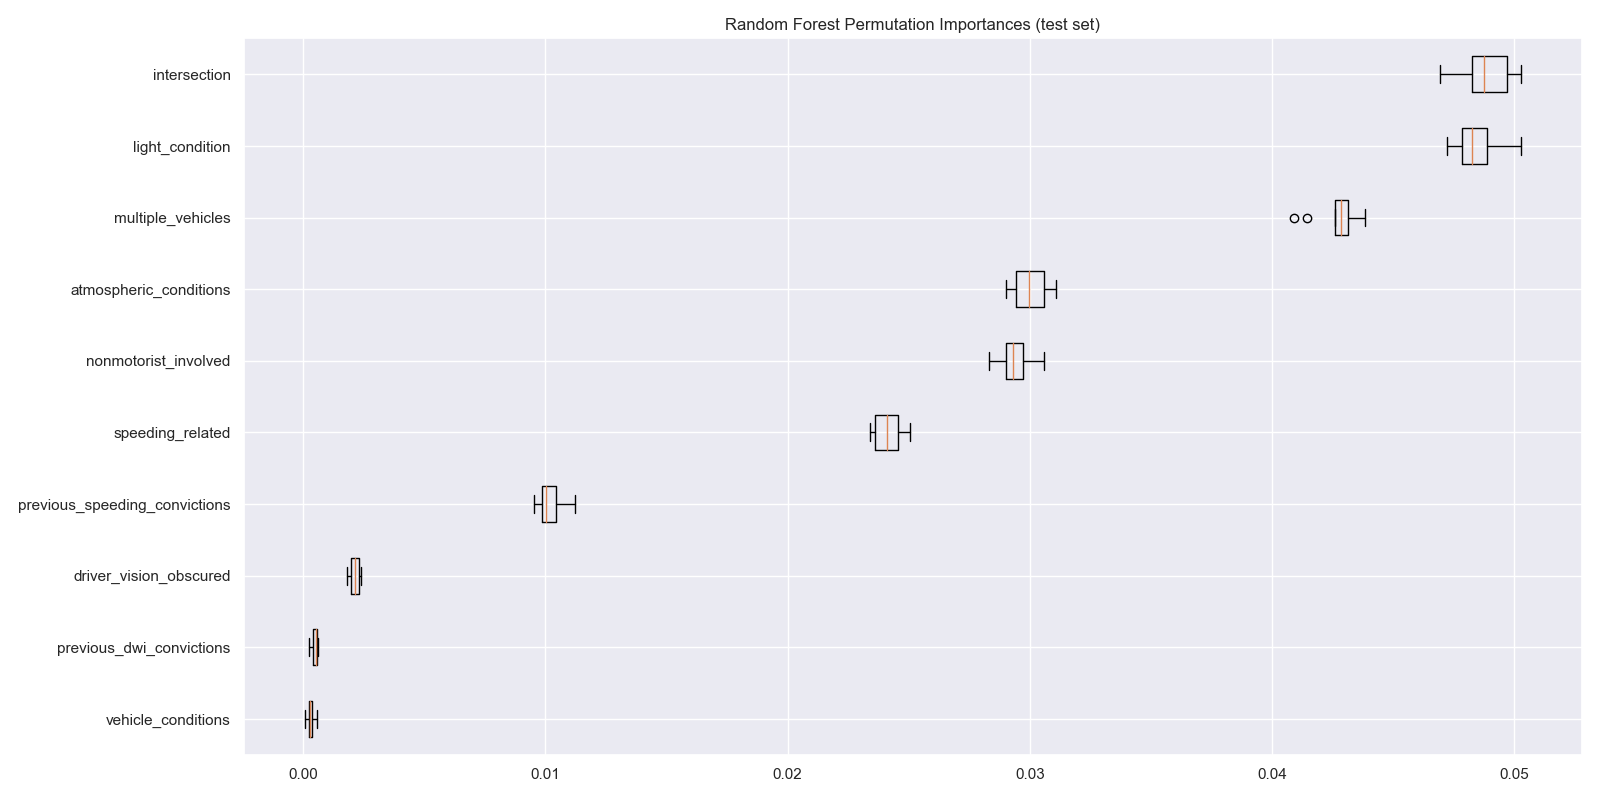 Random Forest Permutation Importances (test set)
intersection
light_condition
multiple_vehicles
atmospheric_conditions
nonmotorist_involved
speeding_related
previous_speeding_convictions
driver_vision_obscured
previous_dwi_convictions
vehicle_conditions
0.00 0.01 0.02 0.03 0.04 0.05